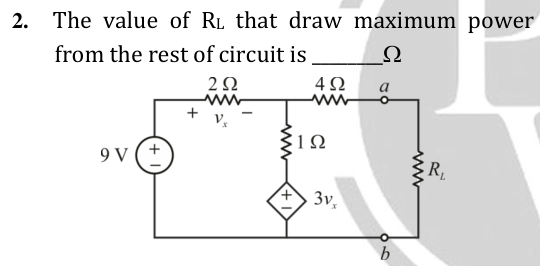 2. The value of RL that draw maximum power
from the rest of circuit is ______Ω
2 Ω 4 Ω a
+ vx −
1 Ω
9 V + −
RL
+ − 3vx
b